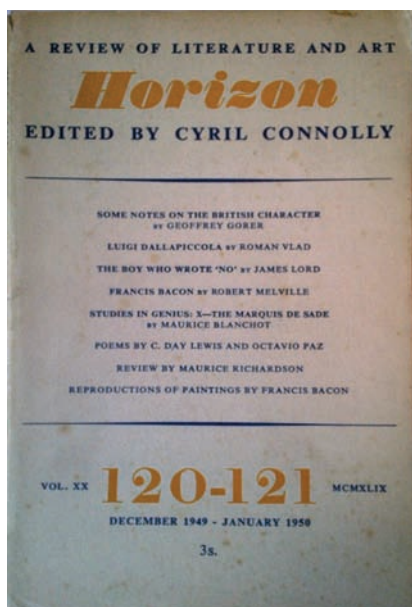 A REVIEW OF LITERATURE AND ART
Horizon
EDITED BY CYRIL CONNOLLY
SOME NOTES ON THE BRITISH CHARACTER
BY GEOFFREY GORER
LUIGI DALLAPICCOLA BY ROMAN VLAD
THE BOY WHO WROTE ‘NO’ BY JAMES LORD
FRANCIS BACON BY ROBERT MELVILLE
STUDIES IN GENIUS: X—THE MARQUIS DE SADE
BY MAURICE BLANCHOT
POEMS BY C. DAY LEWIS AND OCTAVIO PAZ
REVIEW BY MAURICE RICHARDSON
REPRODUCTIONS OF PAINTINGS BY FRANCIS BACON
VOL. XX 120-121 MCMXLIX
DECEMBER 1949 - JANUARY 1950
3s.